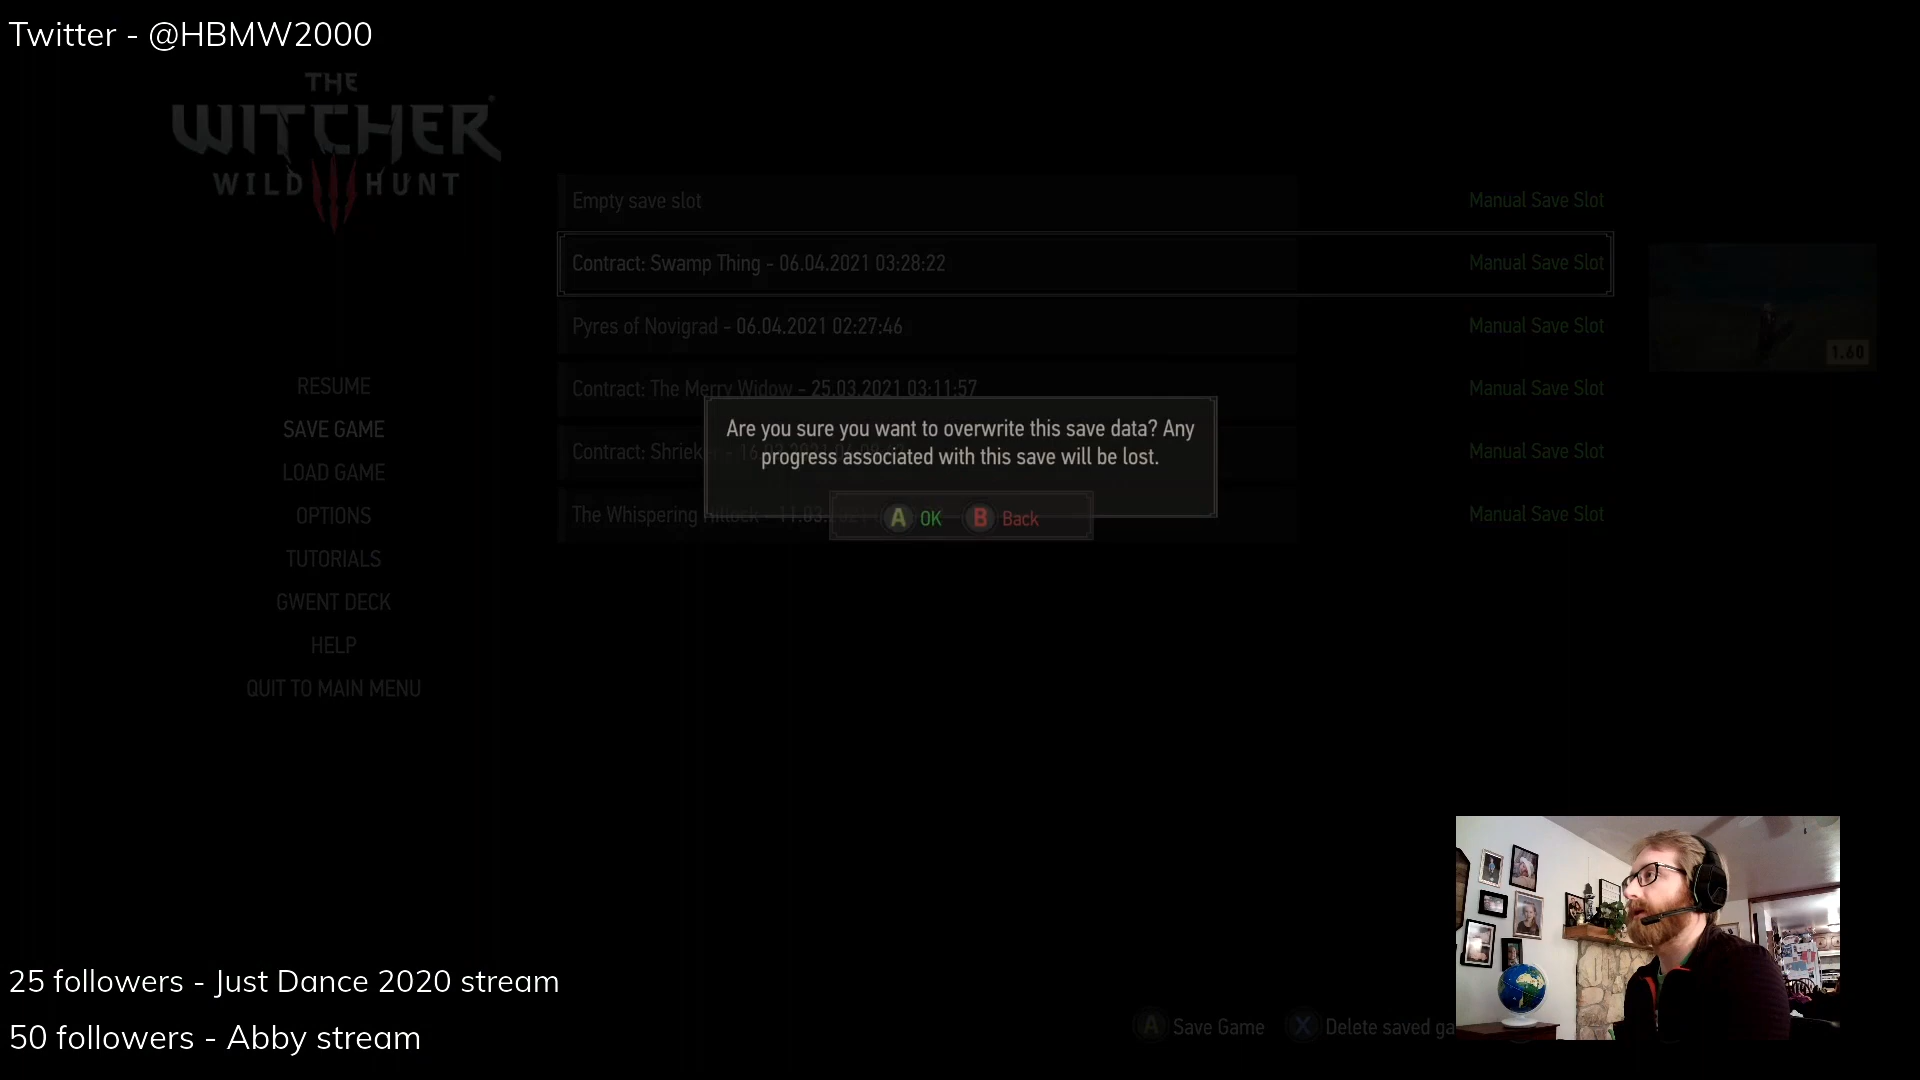 Twitter - @HBMW2000
THE
WITCHER
WILD HUNT
Empty save slot Manual Save Slot
Contract: Swamp Thing - 06.04.2021 03:28:22 Manual Save Slot
Pyres of Novigrad - 06.04.2021 02:27:46 Manual Save Slot
1.60
Contract: The Merry Widow - 25.03.2021 03:11:57 Manual Save Slot
Contract: Manual Save Slot
The Whispering Hillock - 11.03. Manual Save Slot
Are you sure you want to overwrite this save data? Any
progress associated with this save will be lost.
A OK B Back
RESUME
SAVE GAME
LOAD GAME
OPTIONS
TUTORIALS
GWENT DECK
HELP
QUIT TO MAIN MENU
25 followers - Just Dance 2020 stream
50 followers - Abby stream
A Save Game X Delete saved ga